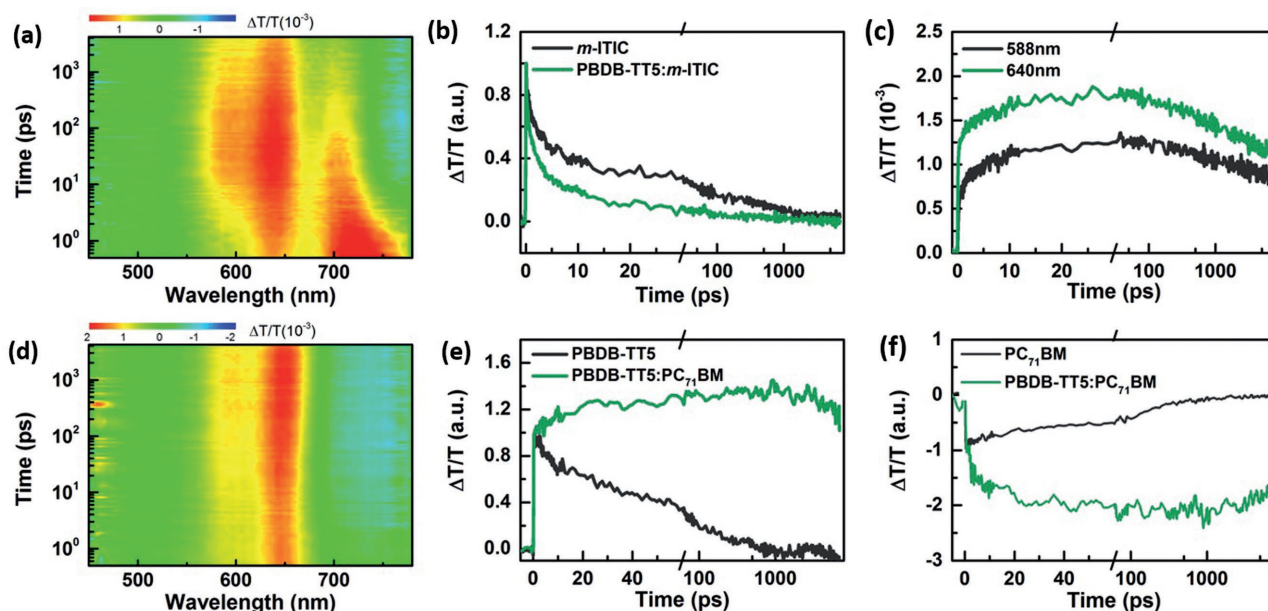 (a)
ΔT/T(10⁻³)
1 0 -1
10³
10²
10¹
10⁰
Time (ps)
500 600 700
Wavelength (nm)
(b)
m-ITIC
PBDB-TT5:m-ITIC
1.2
0.8
0.4
0.0
ΔT/T (a.u.)
0 10 20 100 1000
Time (ps)
(c)
588nm
640nm
2.5
2.0
1.5
1.0
0.5
0.0
ΔT/T (10⁻³)
0 10 20 100 1000
Time (ps)
(d)
ΔT/T(10⁻³)
2 1 0 -1 -2
10³
10²
10¹
10⁰
Time (ps)
500 600 700
Wavelength (nm)
(e)
PBDB-TT5
PBDB-TT5:PC₇₁BM
1.6
1.2
0.8
0.4
0.0
ΔT/T (a.u.)
0 20 40 100 1000
Time (ps)
(f)
PC₇₁BM
PBDB-TT5:PC₇₁BM
1
0
-1
-2
-3
ΔT/T (a.u.)
0 20 40 100 1000
Time (ps)